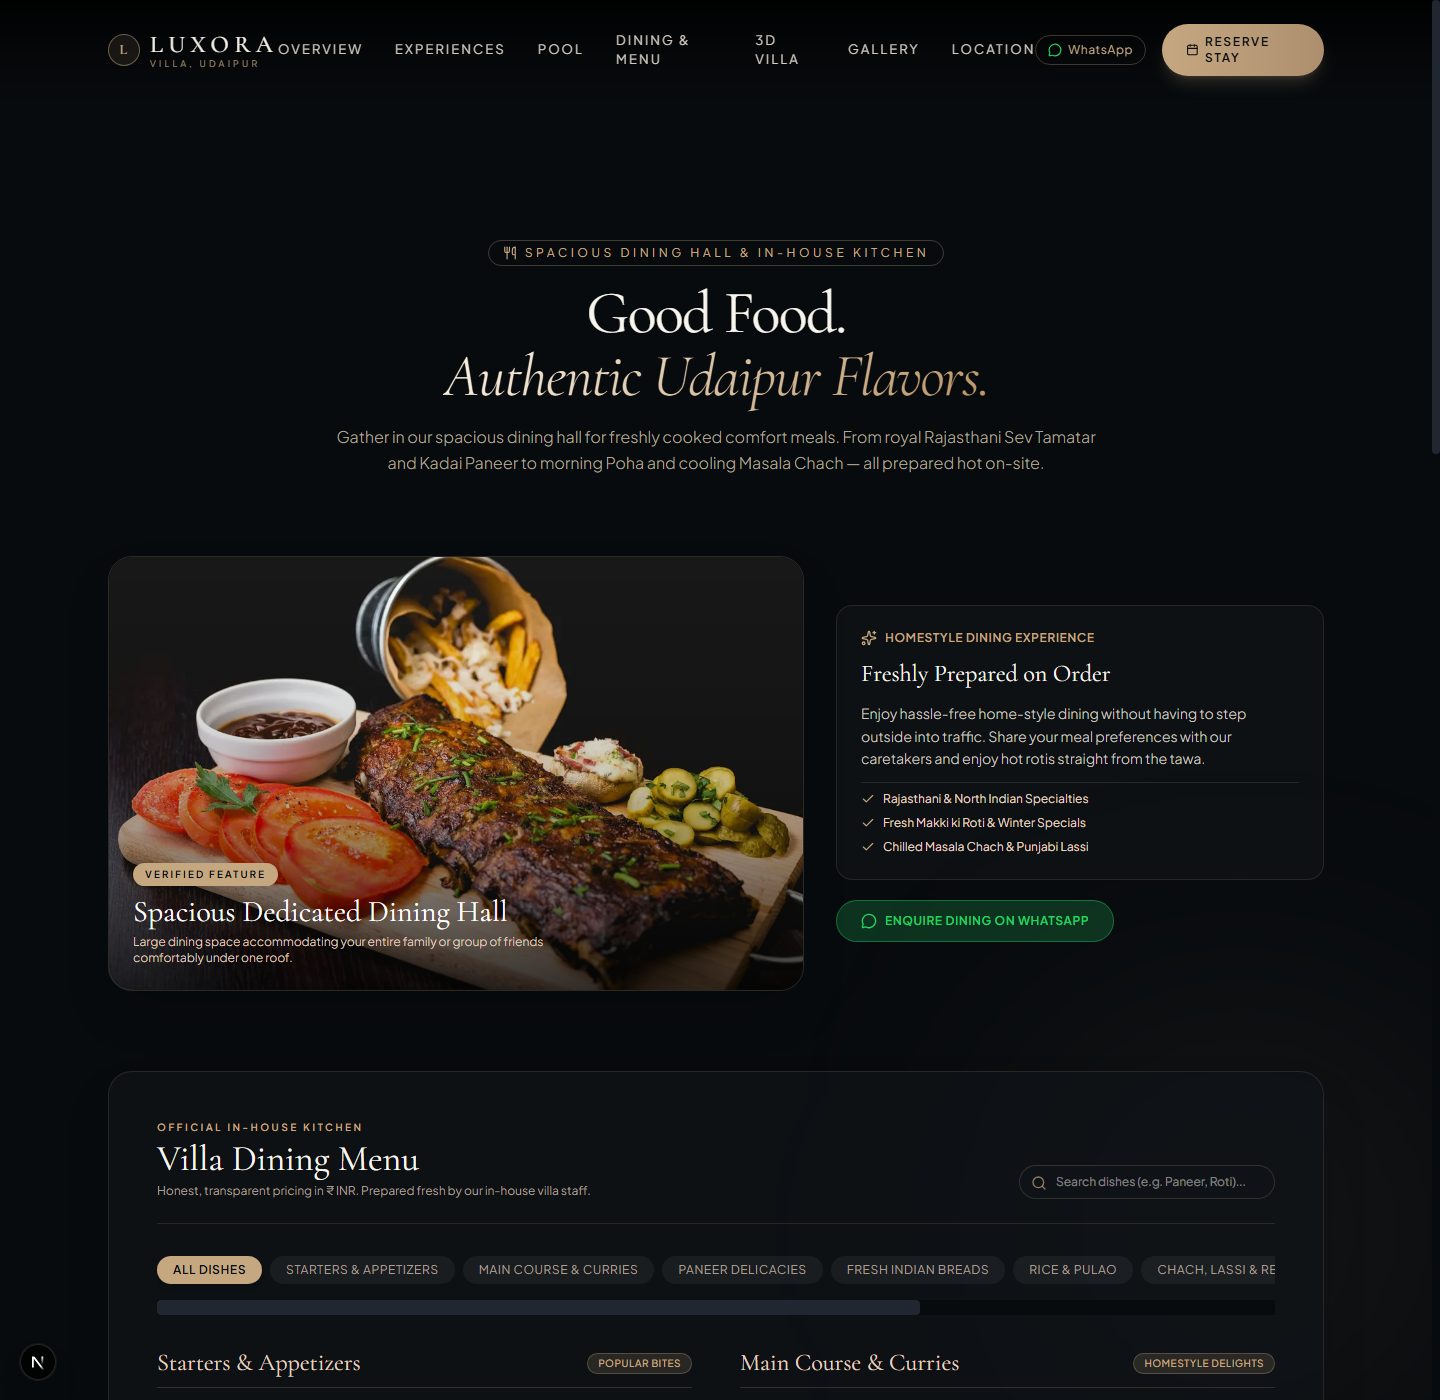 L
LUXORA
VILLA, UDAIPUR
OVERVIEW
EXPERIENCES
POOL
DINING &
MENU
3D
VILLA
GALLERY
LOCATION
WhatsApp
RESERVE
STAY
SPACIOUS DINING HALL & IN-HOUSE KITCHEN
Good Food.
Authentic Udaipur Flavors.
Gather in our spacious dining hall for freshly cooked comfort meals. From royal Rajasthani Sev Tamatar
and Kadai Paneer to morning Poha and cooling Masala Chach — all prepared hot on-site.
VERIFIED FEATURE
Spacious Dedicated Dining Hall
Large dining space accommodating your entire family or group of friends
comfortably under one roof.
HOMESTYLE DINING EXPERIENCE
Freshly Prepared on Order
Enjoy hassle-free home-style dining without having to step
outside into traffic. Share your meal preferences with our
caretakers and enjoy hot rotis straight from the tawa.
Rajasthani & North Indian Specialties
Fresh Makki ki Roti & Winter Specials
Chilled Masala Chach & Punjabi Lassi
ENQUIRE DINING ON WHATSAPP
OFFICIAL IN-HOUSE KITCHEN
Villa Dining Menu
Honest, transparent pricing in ₹ INR. Prepared fresh by our in-house villa staff.
Search dishes (e.g. Paneer, Roti)...
ALL DISHES
STARTERS & APPETIZERS
MAIN COURSE & CURRIES
PANEER DELICACIES
FRESH INDIAN BREADS
RICE & PULAO
CHACH, LASSI & RE
Starters & Appetizers
POPULAR BITES
Main Course & Curries
HOMESTYLE DELIGHTS
N